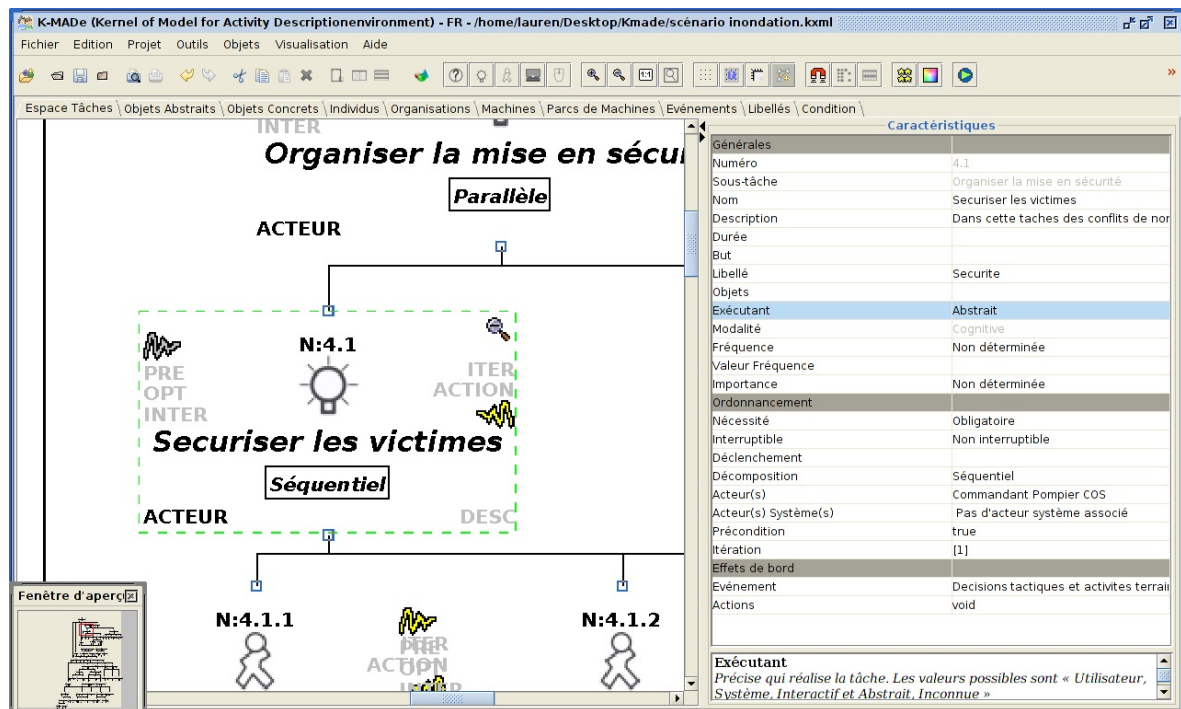 K-MADe (Kernel of Model for Activity Descriptionenvironment) - FR - /home/lauren/Desktop/Kmade/scénario inondation.kxml
Fichier Edition Projet Outils Objets Visualisation Aide
1:1
»
Espace Tâches Objets Abstraits Objets Concrets Individus Organisations Machines Parcs de Machines Evénements Libellés Condition
INTER
Organiser la mise en sécu
Parallèle
ACTEUR
N:4.1
PRE
OPT
INTER
ITER
ACTION
Securiser les victimes
Séquentiel
ACTEUR
DESC
N:4.1.1
ITER
ACTION
PRE
OPT
N:4.1.2
Fenêtre d'aperç
Caractéristiques
Générales
Numéro 4.1
Sous-tâche Organiser la mise en sécurité
Nom Securiser les victimes
Description Dans cette taches des conflits de nor
Durée
But
Libellé Securite
Objets
Exécutant Abstrait
Modalité Cognitive
Fréquence Non déterminée
Valeur Fréquence
Importance Non déterminée
Ordonnancement
Nécessité Obligatoire
Interruptible Non interruptible
Déclenchement
Décomposition Séquentiel
Acteur(s) Commandant Pompier COS
Acteur(s) Système(s) Pas d'acteur système associé
Précondition true
Itération [1]
Effets de bord
Evénement Decisions tactiques et activites terrai
Actions void
Exécutant
Précise qui réalise la tâche. Les valeurs possibles sont « Utilisateur,
Système, Interactif et Abstrait, Inconnue »